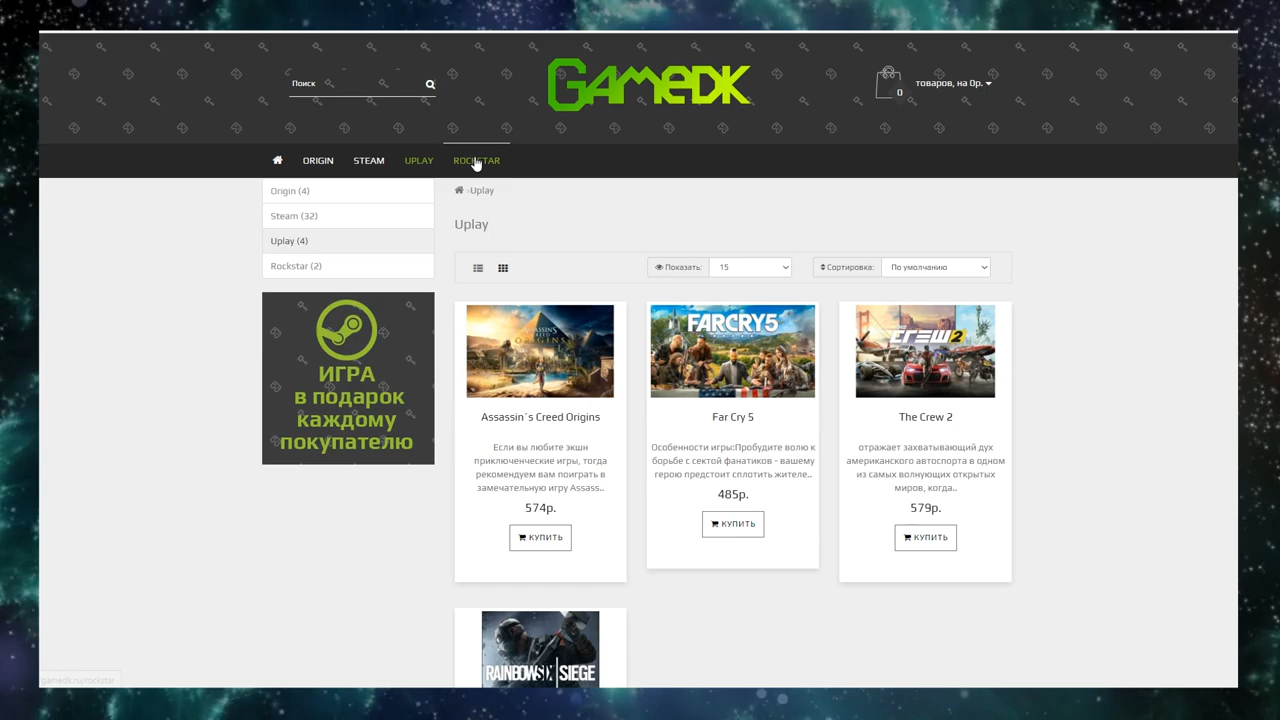 Поиск
GAMEDK
0
товаров, на 0р.
ORIGIN
STEAM
UPLAY
ROCKSTAR
Origin (4)
Steam (32)
Uplay (4)
Rockstar (2)
ИГРА
в подарок
каждому
покупателю
Uplay
Uplay
Показать:
15
Сортировка:
По умолчанию
ASSASSIN'S
CREED ORIGINS
Assassin´s Creed Origins
Если вы любите экшн
приключенческие игры, тогда
рекомендуем вам поиграть в
замечательную игру Assass..
574р.
КУПИТЬ
FARCRY5
Far Cry 5
Особенности игры:Пробудите волю к
борьбе с сектой фанатиков - вашему
герою предстоит сплотить жителе..
485р.
КУПИТЬ
THE CREW 2
The Crew 2
отражает захватывающий дух
американского автоспорта в одном
из самых волнующих открытых
миров, когда..
579р.
КУПИТЬ
RAINBOWSIX SIEGE
gamedk.ru/rockstar